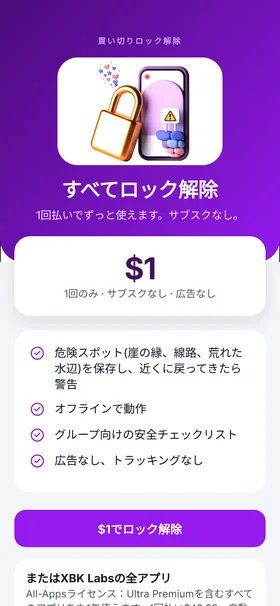 買い切りロック解除
すべてロック解除
1回払いでずっと使えます。サブスクなし。
$1
1回のみ · サブスクなし · 広告なし
危険スポット(崖の縁、線路、荒れた
水辺)を保存し、近くに戻ってきたら
警告
オフラインで動作
グループ向けの安全チェックリスト
広告なし、トラッキングなし
$1でロック解除
またはXBK Labsの全アプリ
All-Appsライセンス：Ultra Premiumを含むすべて